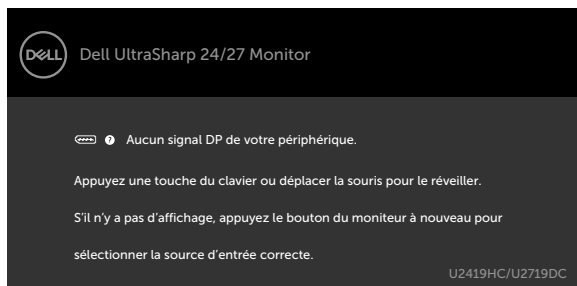 DELL
Dell UltraSharp 24/27 Monitor
? Aucun signal DP de votre périphérique.
Appuyez une touche du clavier ou déplacer la souris pour le réveiller.
S'il n'y a pas d'affichage, appuyez le bouton du moniteur à nouveau pour
sélectionner la source d'entrée correcte.
U2419HC/U2719DC